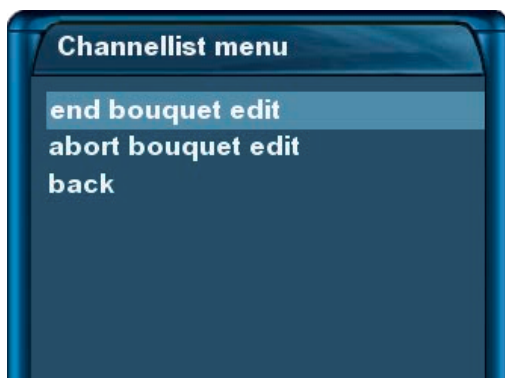 Channellist menu
end bouquet edit
abort bouquet edit
back